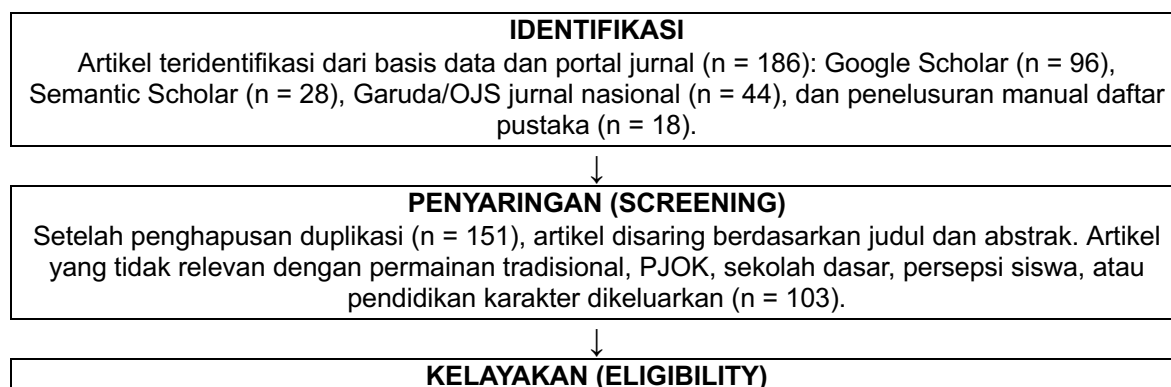 IDENTIFIKASI
Artikel teridentifikasi dari basis data dan portal jurnal (n = 186): Google Scholar (n = 96),
Semantic Scholar (n = 28), Garuda/OJS jurnal nasional (n = 44), dan penelusuran manual daftar
pustaka (n = 18).
↓
PENYARINGAN (SCREENING)
Setelah penghapusan duplikasi (n = 151), artikel disaring berdasarkan judul dan abstrak. Artikel
yang tidak relevan dengan permainan tradisional, PJOK, sekolah dasar, persepsi siswa, atau
pendidikan karakter dikeluarkan (n = 103).
↓
KELAYAKAN (ELIGIBILITY)